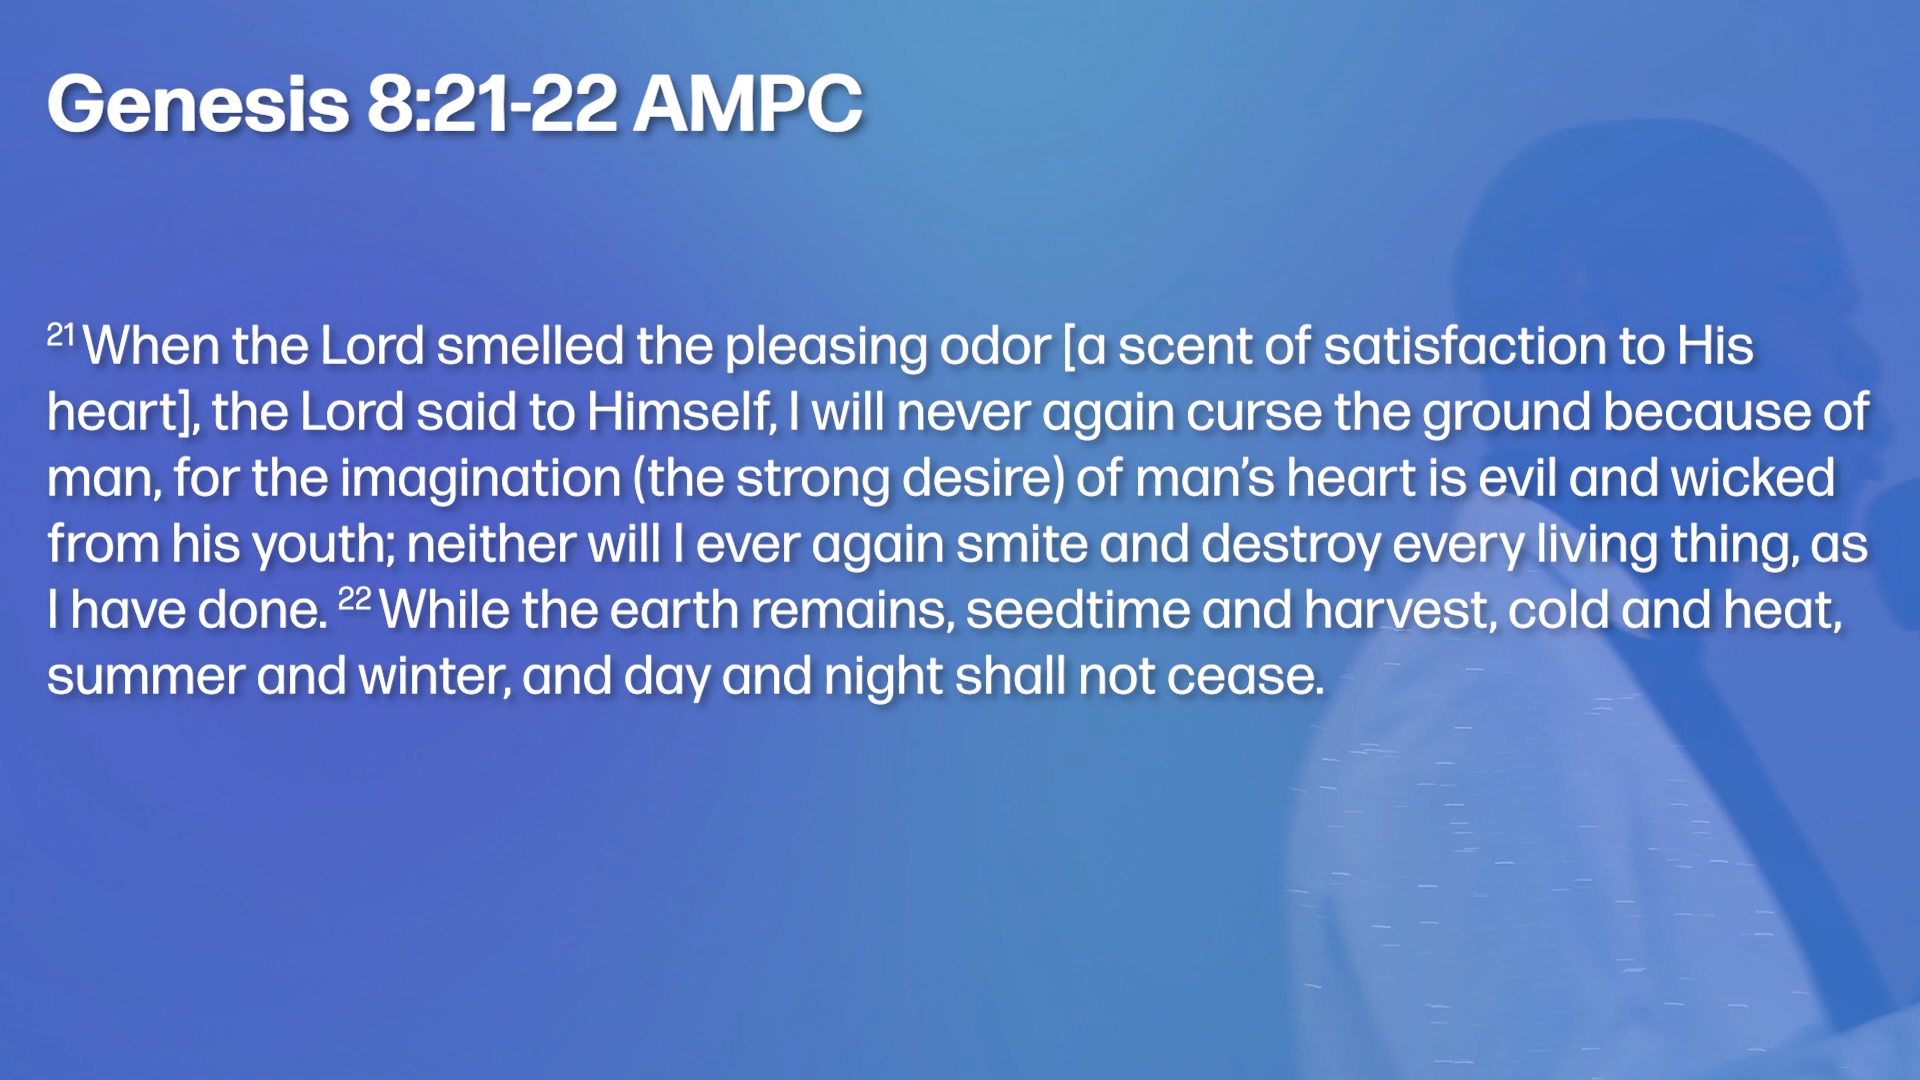 Genesis 8:21-22 AMPC
21 When the Lord smelled the pleasing odor [a scent of satisfaction to His
heart], the Lord said to Himself, I will never again curse the ground because of
man, for the imagination (the strong desire) of man’s heart is evil and wicked
from his youth; neither will I ever again smite and destroy every living thing, as
I have done. 22 While the earth remains, seedtime and harvest, cold and heat,
summer and winter, and day and night shall not cease.